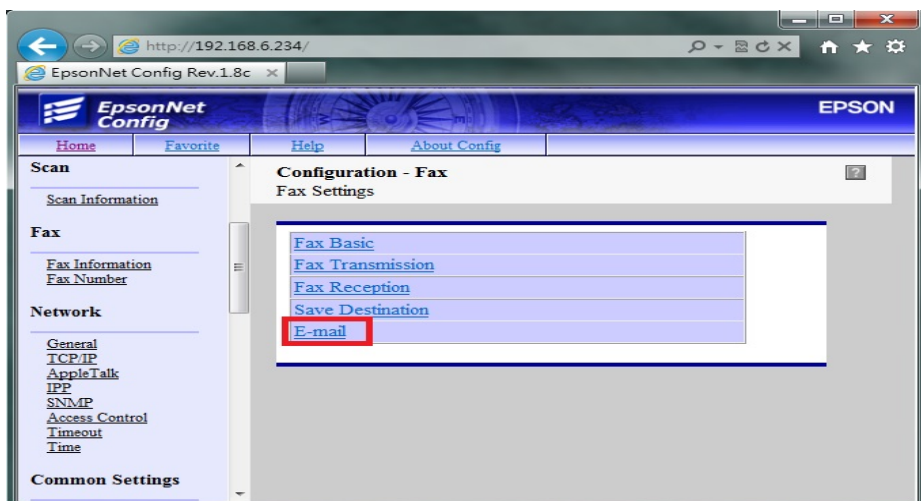 http://192.168.6.234/
EpsonNet Config Rev.1.8c
EpsonNet
Config
EPSON
Home Favorite Help About Config
Scan
Scan Information
Fax
Fax Information
Fax Number
Network
General
TCP/IP
AppleTalk
IPP
SNMP
Access Control
Timeout
Time
Common Settings
Configuration - Fax
Fax Settings
?
Fax Basic
Fax Transmission
Fax Reception
Save Destination
E-mail